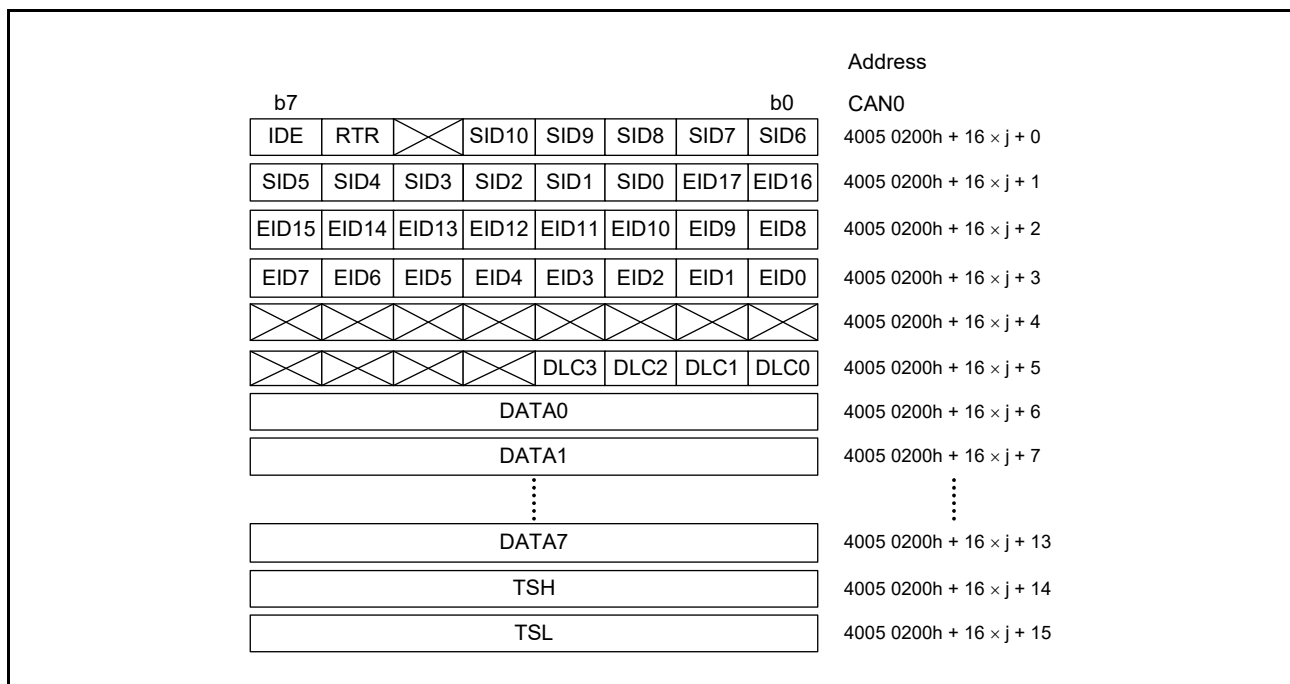 Address
b7 b0 CAN0
IDE RTR SID10 SID9 SID8 SID7 SID6 4005 0200h + 16 × j + 0
SID5 SID4 SID3 SID2 SID1 SID0 EID17 EID16 4005 0200h + 16 × j + 1
EID15 EID14 EID13 EID12 EID11 EID10 EID9 EID8 4005 0200h + 16 × j + 2
EID7 EID6 EID5 EID4 EID3 EID2 EID1 EID0 4005 0200h + 16 × j + 3
4005 0200h + 16 × j + 4
DLC3 DLC2 DLC1 DLC0 4005 0200h + 16 × j + 5
DATA0 4005 0200h + 16 × j + 6
DATA1 4005 0200h + 16 × j + 7
DATA7 4005 0200h + 16 × j + 13
TSH 4005 0200h + 16 × j + 14
TSL 4005 0200h + 16 × j + 15